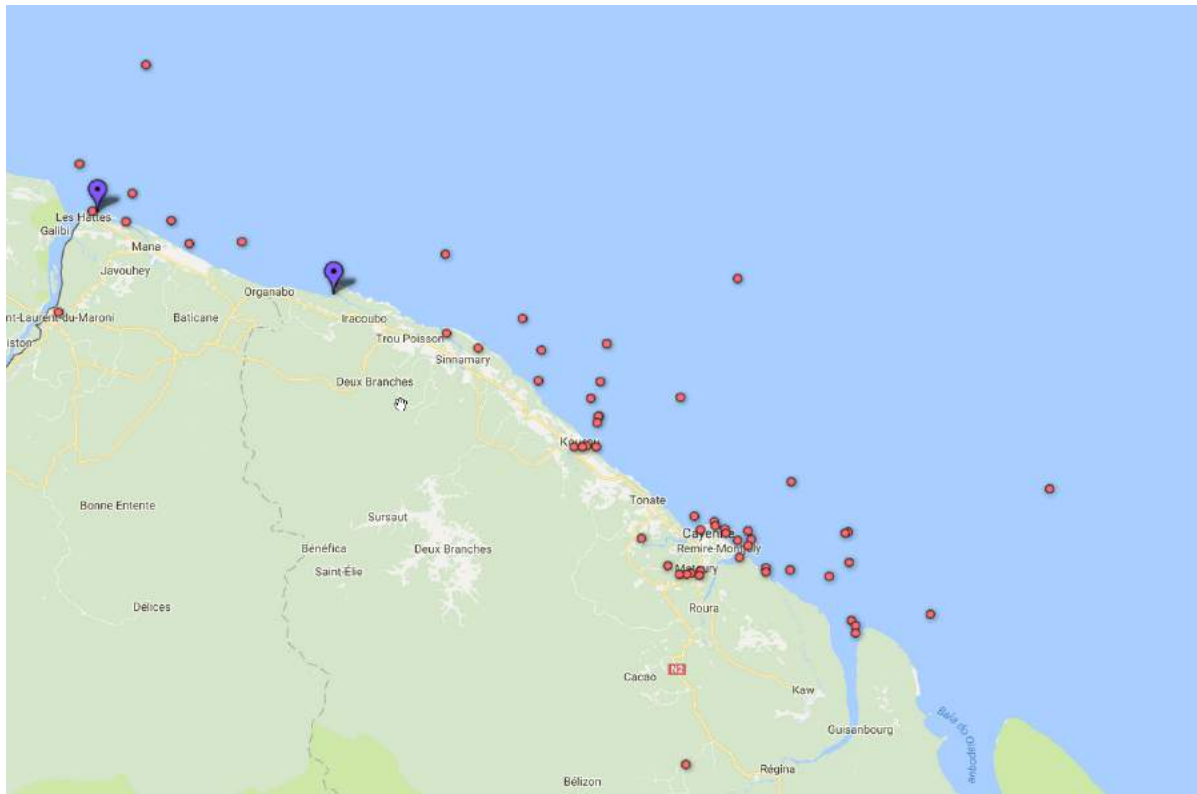 Les Hattes
Galibi
Mana
Javouhey
Organabo
nt-Laurent-du-Maroni
Baticane
Iracoubo
iston
Trou Poisson
Sinnamary
Deux Branches
Kourou
Bonne Entente
Tonate
Sursaut
Cayenne
Bénéfica
Deux Branches
Remire-Montjoly
Saint-Élie
Matoury
Délices
Roura
N2
Cacao
Kaw
Baía do Oiapoque
Guisanbourg
Régina
Bélizon